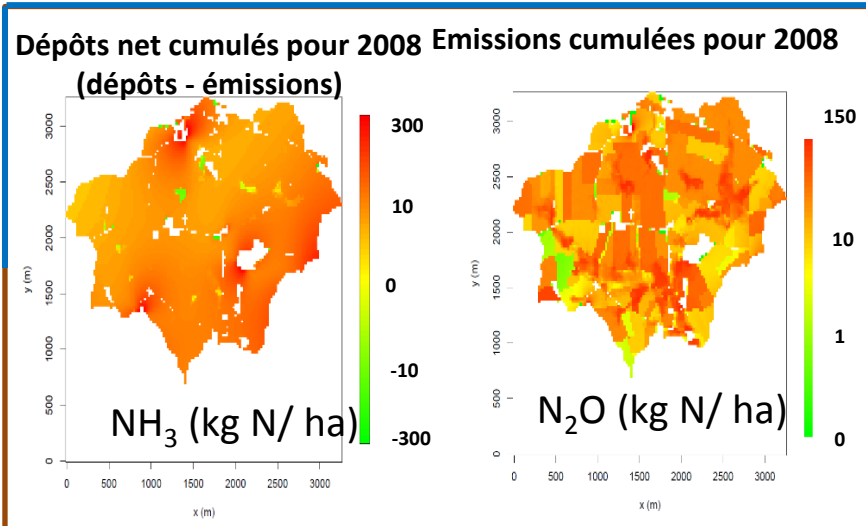 Dépôts net cumulés pour 2008
(dépôts - émissions)
Emissions cumulées pour 2008
3000
2500
2000
1500
1000
500
0
y (m)
0 500 1000 1500 2000 2500 3000
x (m)
300
10
0
-10
-300
NH₃ (kg N/ ha)
3000
2500
2000
1500
1000
500
0
y (m)
0 500 1000 1500 2000 2500 3000
x (m)
150
10
1
0
N₂O (kg N/ ha)